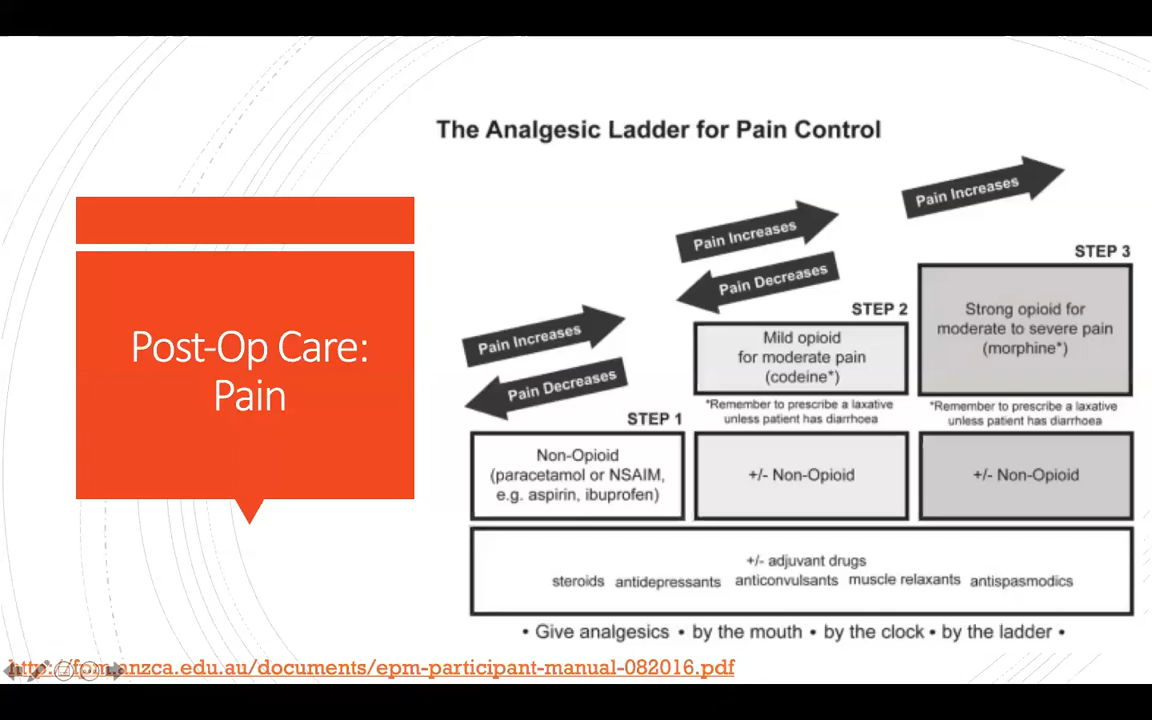 The Analgesic Ladder for Pain Control
Post-Op Care:
Pain
Pain Increases
Pain Decreases
STEP 1
Non-Opioid
(paracetamol or NSAIM,
e.g. aspirin, ibuprofen)
Pain Increases
Pain Decreases
STEP 2
Mild opioid
for moderate pain
(codeine*)
*Remember to prescribe a laxative
unless patient has diarrhoea
+/- Non-Opioid
Pain Increases
STEP 3
Strong opioid for
moderate to severe pain
(morphine*)
*Remember to prescribe a laxative
unless patient has diarrhoea
+/- Non-Opioid
+/- adjuvant drugs
steroids antidepressants anticonvulsants muscle relaxants antispasmodics
• Give analgesics • by the mouth • by the clock • by the ladder •
.anzca.edu.au/documents/epm-participant-manual-082016.pdf